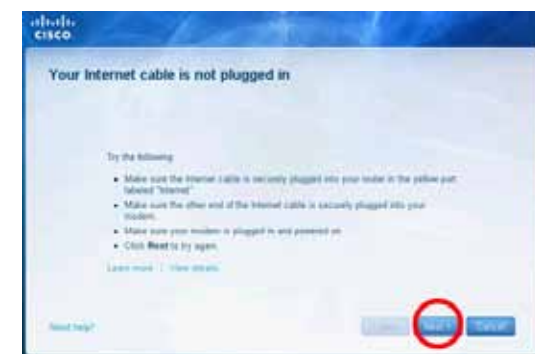 CISCO
Your Internet cable is not plugged in
Try the following:
• Make sure the Internet cable is securely plugged into your router in the yellow port
labeled "Internet"
• Make sure the other end of the Internet cable is securely plugged into your
modem.
• Make sure your modem is plugged in and powered on
• Click Next to try again.
Learn more | View details
Need help?
Next
Cancel